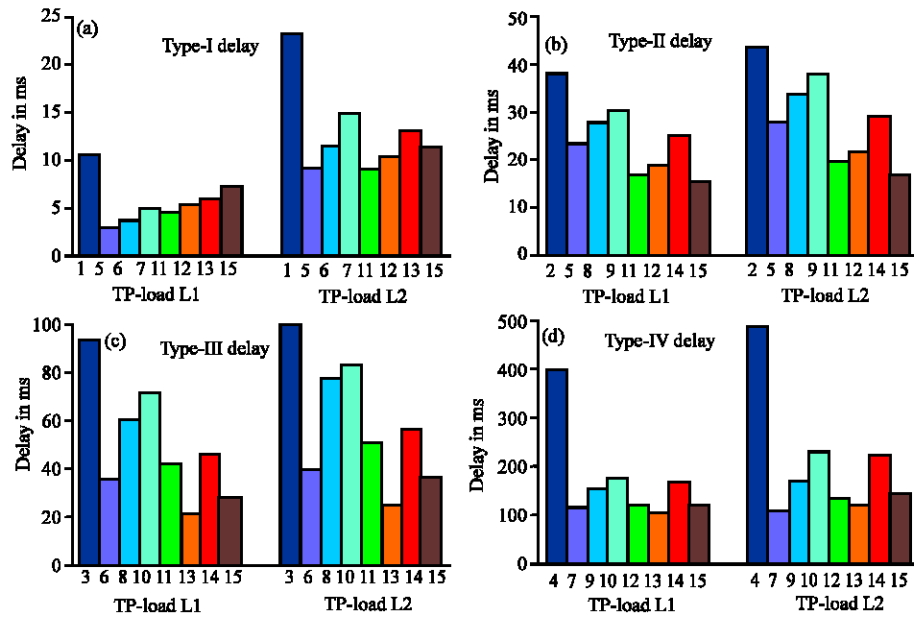 (a)
Type-I delay
Delay in ms
25
20
15
10
5
0
1 5 6 7 11 12 13 15
TP-load L1
1 5 6 7 11 12 13 15
TP-load L2
(b)
Type-II delay
Delay in ms
50
40
30
20
10
0
2 5 8 9 11 12 14 15
TP-load L1
2 5 8 9 11 12 14 15
TP-load L2
(c)
Type-III delay
Delay in ms
100
80
60
40
20
0
3 6 8 10 11 13 14 15
TP-load L1
3 6 8 10 11 13 14 15
TP-load L2
(d)
Type-IV delay
Delay in ms
500
400
300
200
100
0
4 7 9 10 12 13 14 15
TP-load L1
4 7 9 10 12 13 14 15
TP-load L2